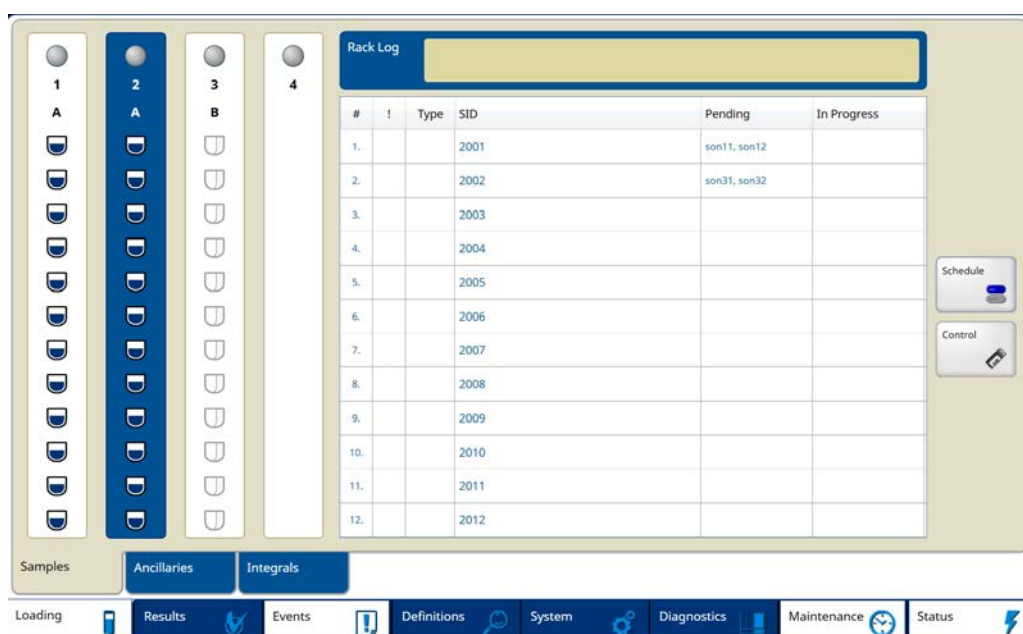 1 2 3 4
A A B
Rack Log
# ! Type SID Pending In Progress
1. 2001 son11, son12
2. 2002 son31, son32
3. 2003
4. 2004
5. 2005
6. 2006
7. 2007
8. 2008
9. 2009
10. 2010
11. 2011
12. 2012
Schedule
Control
Samples Ancillaries Integrals
Loading Results Events Definitions System Diagnostics Maintenance Status